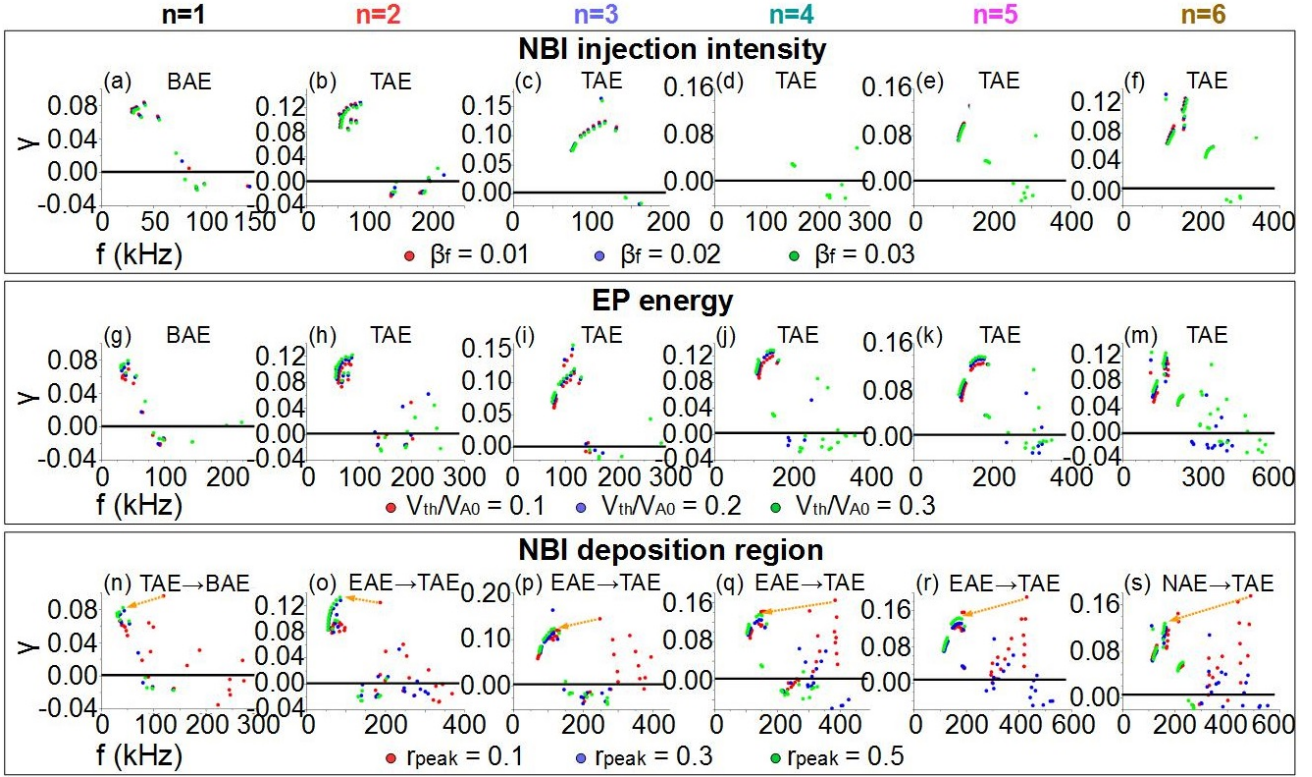 n=1 n=2 n=3 n=4 n=5 n=6
NBI injection intensity
(a) BAE (b) TAE (c) TAE (d) TAE (e) TAE (f) TAE
γ
0.08 0.04 0.00 -0.04
0.12 0.08 0.04 0.00 -0.04
0.15 0.10 0.05 0.00
0.16 0.08 0.00
0.16 0.08 0.00
0.12 0.08 0.04 0.00
0 50 100 150
0 100 200
0 100 200
0 100 200 300
0 200 400
0 200 400
f (kHz)
βf = 0.01 βf = 0.02 βf = 0.03
EP energy
(g) BAE (h) TAE (i) TAE (j) TAE (k) TAE (m) TAE
γ
0.08 0.04 0.00 -0.04
0.12 0.08 0.04 0.00 0.04
0.15 0.10 0.05 0.00
0.12 0.08 0.04 0.00 0.04
0.16 0.08 0.00 -0.08
0.12 0.08 0.04 0.00 -0.04
0 100 200
0 100 200 300
0 100 200 300
0 100 200 300 400
0 200 400
0 300 600
f (kHz)
Vth/VA0 = 0.1 Vth/VA0 = 0.2 Vth/VA0 = 0.3
NBI deposition region
(n) TAE→BAE (o) EAE→TAE (p) EAE→TAE (q) EAE→TAE (r) EAE→TAE (s) NAE→TAE
γ
0.08 0.04 0.00 -0.04
0.12 0.08 0.04 0.00 0.04
0.20 0.10 0.00
0.16 0.08 0.00
0.16 0.08 0.00
0.16 0.08 0.00
0 100 200 300
0 200 400
0 200 400
0 200 400
0 200 400 600
0 200 400 600
f (kHz)
rpeak = 0.1 rpeak = 0.3 rpeak = 0.5